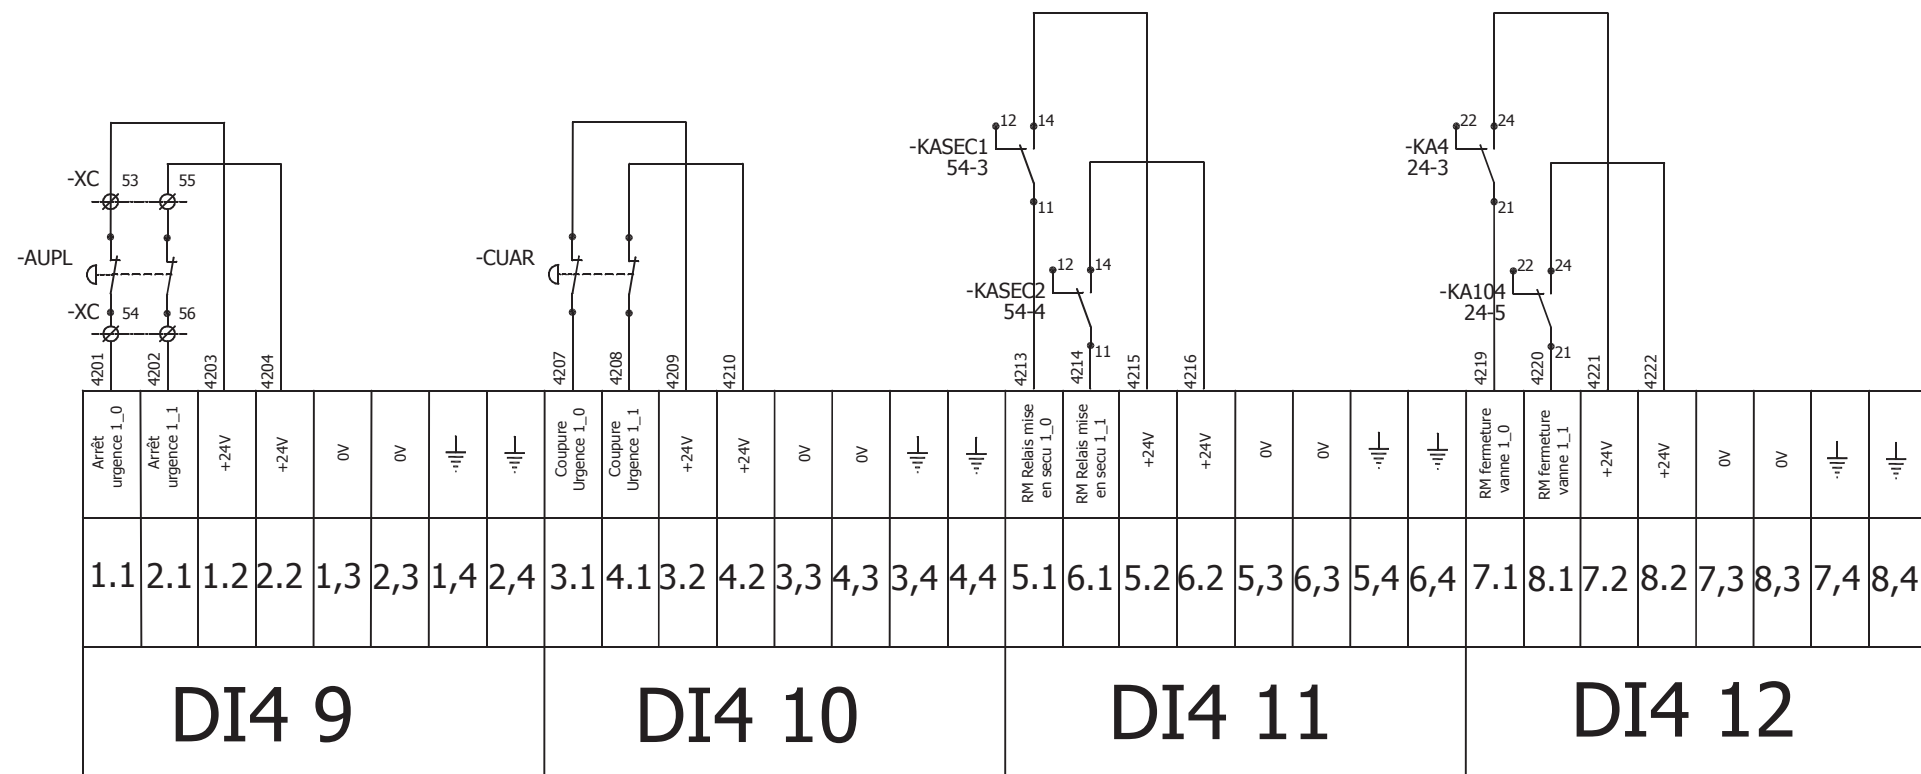 12
14
-KASEC1
54-3
11
22
24
-KA4
24-3
21
-XC
53
55
-AUPL
-XC
54
56
-CUAR
12
14
-KASEC2
54-4
11
22
24
-KA104
24-5
21
4201
4202
4203
4204
4207
4208
4209
4210
4213
4214
4215
4216
4219
4220
4221
4222
Arrêt
urgence 1_0
Arrêt
urgence 1_1
+24V
+24V
0V
0V
Coupure
Urgence 1_0
Coupure
Urgence 1_1
+24V
+24V
0V
0V
RM Relais mise
en secu 1_0
RM Relais mise
en secu 1_1
+24V
+24V
0V
0V
RM fermeture
vanne 1_0
RM fermeture
vanne 1_1
+24V
+24V
0V
0V
1.1 2.1 1.2 2.2 1,3 2,3 1,4 2,4 3.1 4.1 3.2 4.2 3,3 4,3 3,4 4,4 5.1 6.1 5.2 6.2 5,3 6,3 5,4 6,4 7.1 8.1 7.2 8.2 7,3 8,3 7,4 8,4
DI4 9
DI4 10
DI4 11
DI4 12